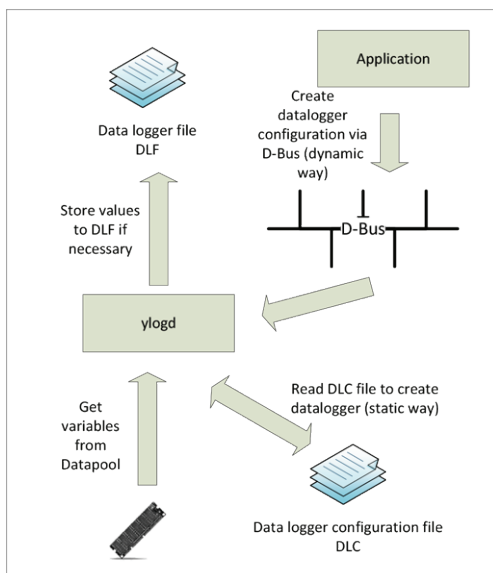 Application
Data logger file
DLF
Create
datalogger
configuration via
D-Bus (dynamic
way)
D-Bus
Store values
to DLF if
necessary
ylogd
Get
variables
from
Datapool
Read DLC file to create
datalogger (static way)
Data logger configuration file
DLC